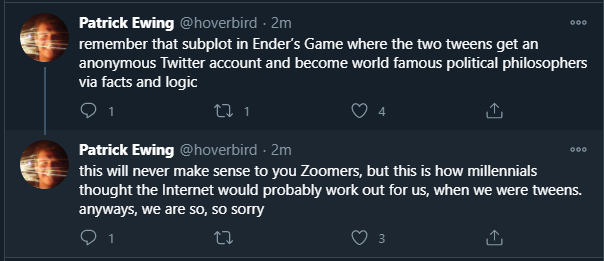 Patrick Ewing @hoverbird · 2m
remember that subplot in Ender's Game where the two tweens get an
anonymous Twitter account and become world famous political philosophers
via facts and logic
1 1 4
Patrick Ewing @hoverbird · 2m
this will never make sense to you Zoomers, but this is how millennials
thought the Internet would probably work out for us, when we were tweens.
anyways, we are so, so sorry
1 3